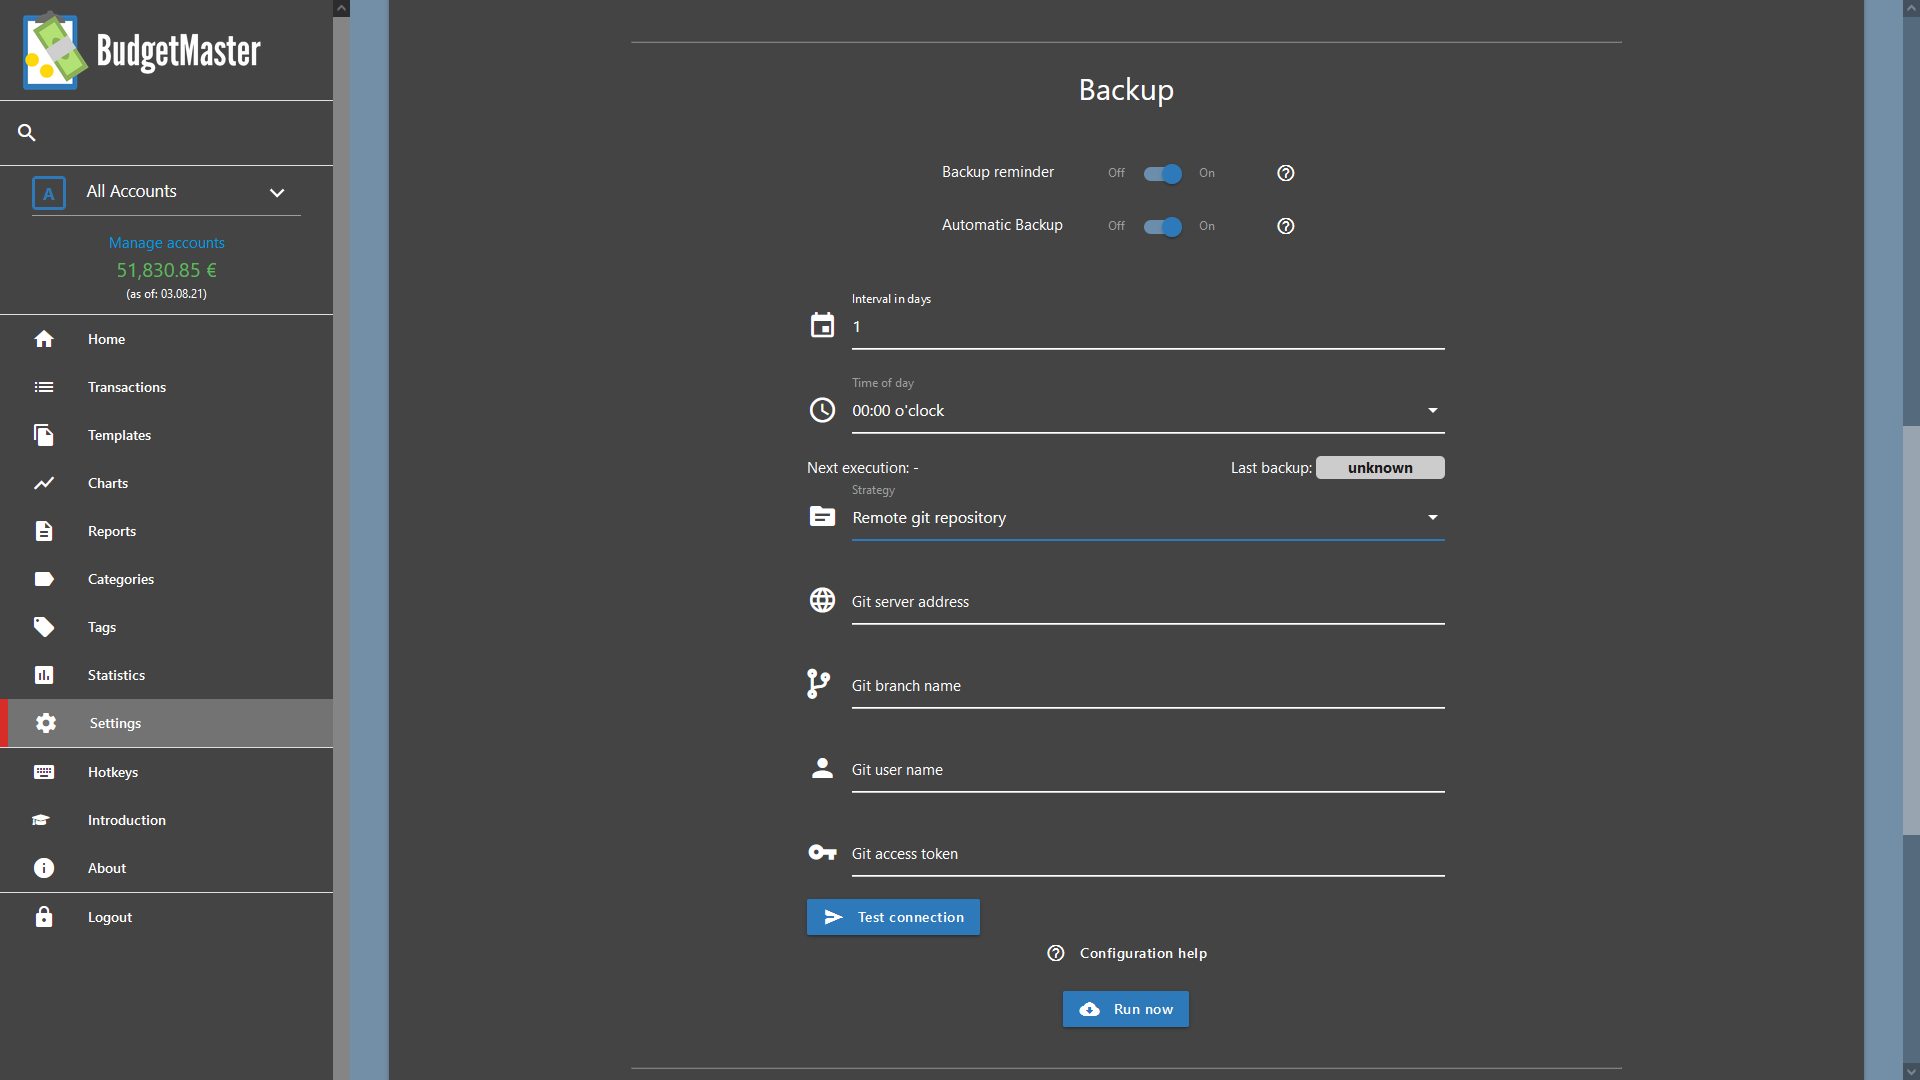 BudgetMaster
A All Accounts
Manage accounts
51,830.85 €
(as of: 03.08.21)
Home
Transactions
Templates
Charts
Reports
Categories
Tags
Statistics
Settings
Hotkeys
Introduction
About
Logout
Backup
Backup reminder Off On
Automatic Backup Off On
Interval in days
1
Time of day
00:00 o'clock
Next execution: - Last backup: unknown
Strategy
Remote git repository
Git server address
Git branch name
Git user name
Git access token
Test connection
Configuration help
Run now